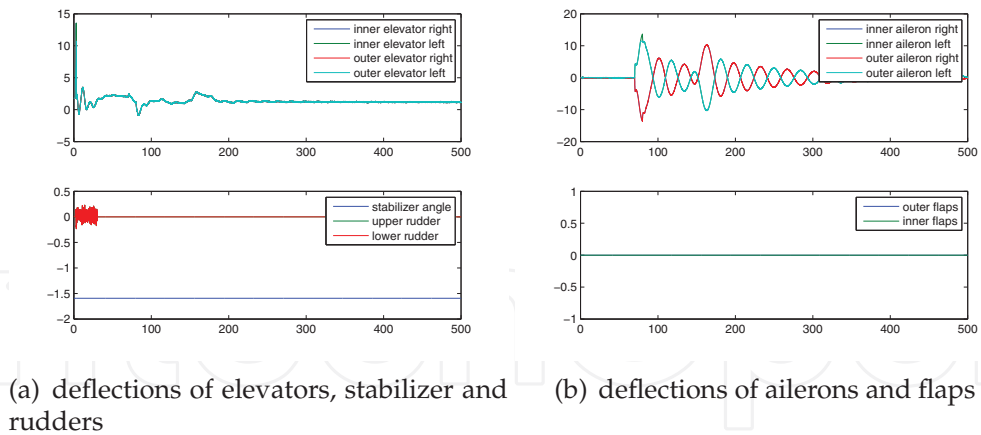 15
10
5
0
−5
0
100
200
300
400
500
inner elevator right
inner elevator left
outer elevator right
outer elevator left
20
10
0
−10
−20
0
100
200
300
400
500
inner aileron right
inner aileron left
outer aileron right
outer aileron left
0.5
0
−0.5
−1
−1.5
−2
0
100
200
300
400
500
stabilizer angle
upper rudder
lower rudder
1
0.5
0
−0.5
−1
0
100
200
300
400
500
outer flaps
inner flaps
(a) deflections of elevators, stabilizer and
rudders
(b) deflections of ailerons and flaps